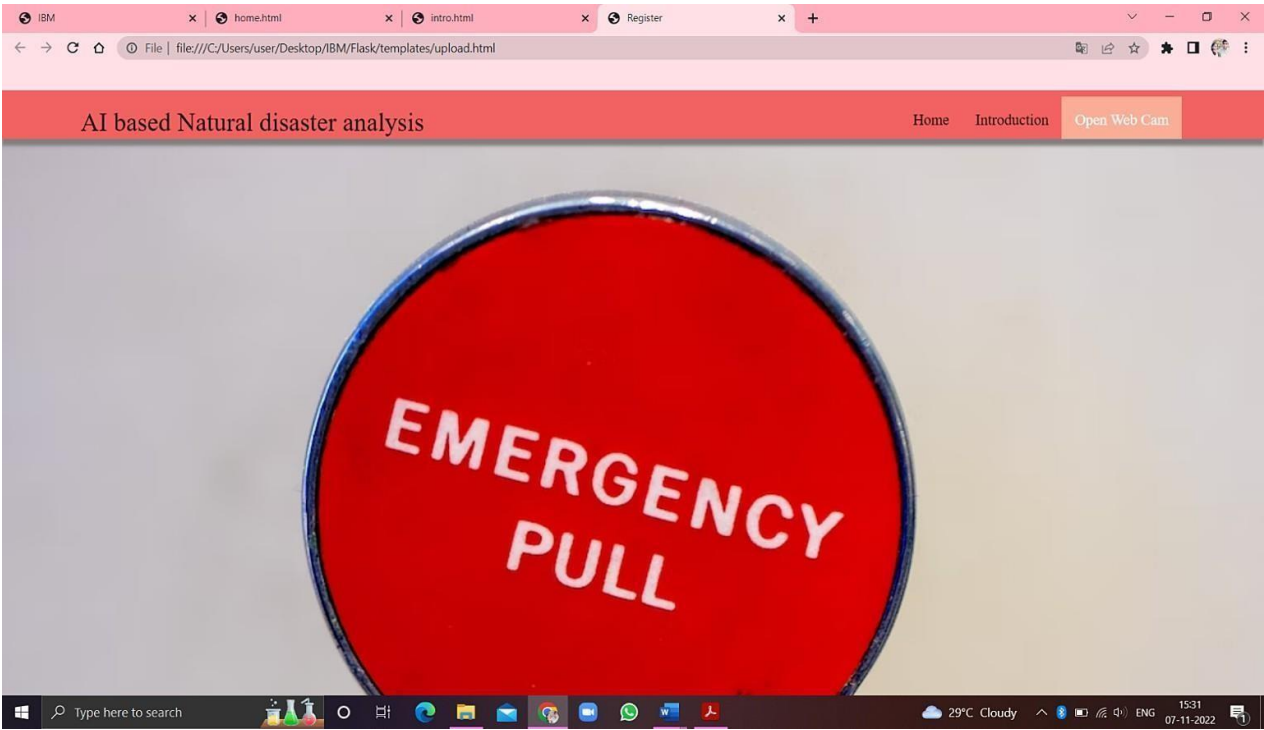 IBM
home.html
intro.html
Register
File | file:///C:/Users/user/Desktop/IBM/Flask/templates/upload.html
AI based Natural disaster analysis
Home Introduction Open Web Cam
EMERGENCY
PULL
Type here to search
29°C Cloudy
ENG
15:31
07-11-2022
1